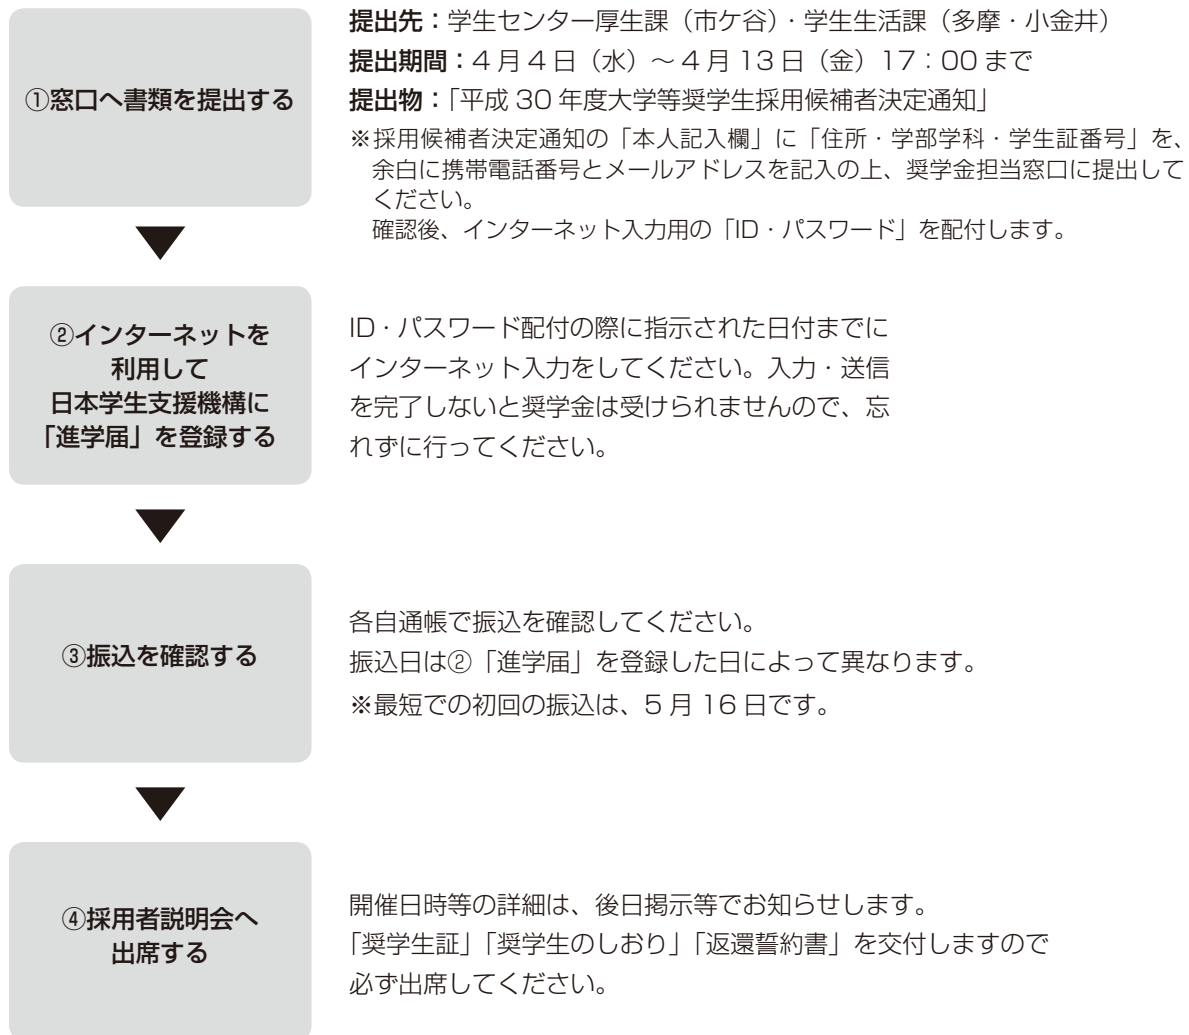 ①窓口へ書類を提出する
提出先：学生センター厚生課（市ケ谷）・学生生活課（多摩・小金井）
提出期間：4月4日（水）～4月13日（金）17：00まで
提出物：「平成30年度大学等奨学生採用候補者決定通知」
※採用候補者決定通知の「本人記入欄」に「住所・学部学科・学生証番号」を、
余白に携帯電話番号とメールアドレスを記入の上、奨学金担当窓口に提出して
ください。
確認後、インターネット入力用の「ID・パスワード」を配付します。
②インターネットを
利用して
日本学生支援機構に
「進学届」を登録する
ID・パスワード配付の際に指示された日付までに
インターネット入力をしてください。入力・送信
を完了しないと奨学金は受けられませんので、忘
れずに行ってください。
③振込を確認する
各自通帳で振込を確認してください。
振込日は②「進学届」を登録した日によって異なります。
※最短での初回の振込は、5月16日です。
④採用者説明会へ
出席する
開催日時等の詳細は、後日掲示等でお知らせします。
「奨学生証」「奨学生のしおり」「返還誓約書」を交付しますので
必ず出席してください。